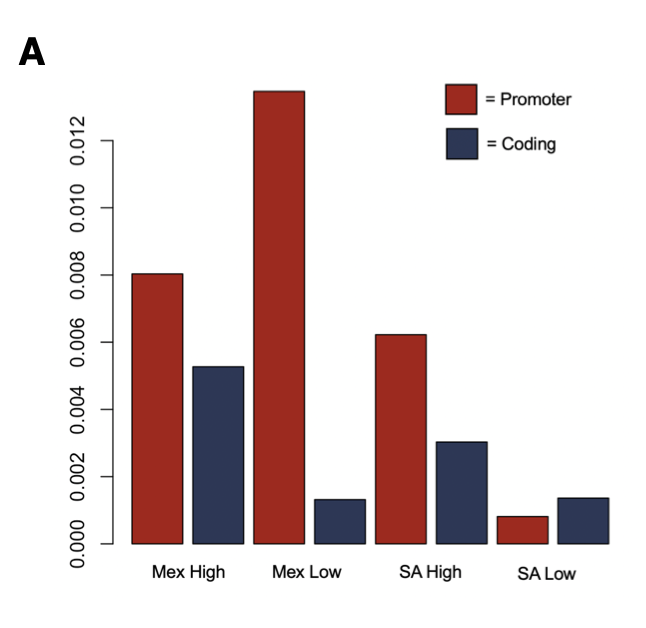 A
= Promoter
= Coding
0.012
0.010
0.008
0.006
0.004
0.002
0.000
Mex High
Mex Low
SA High
SA Low